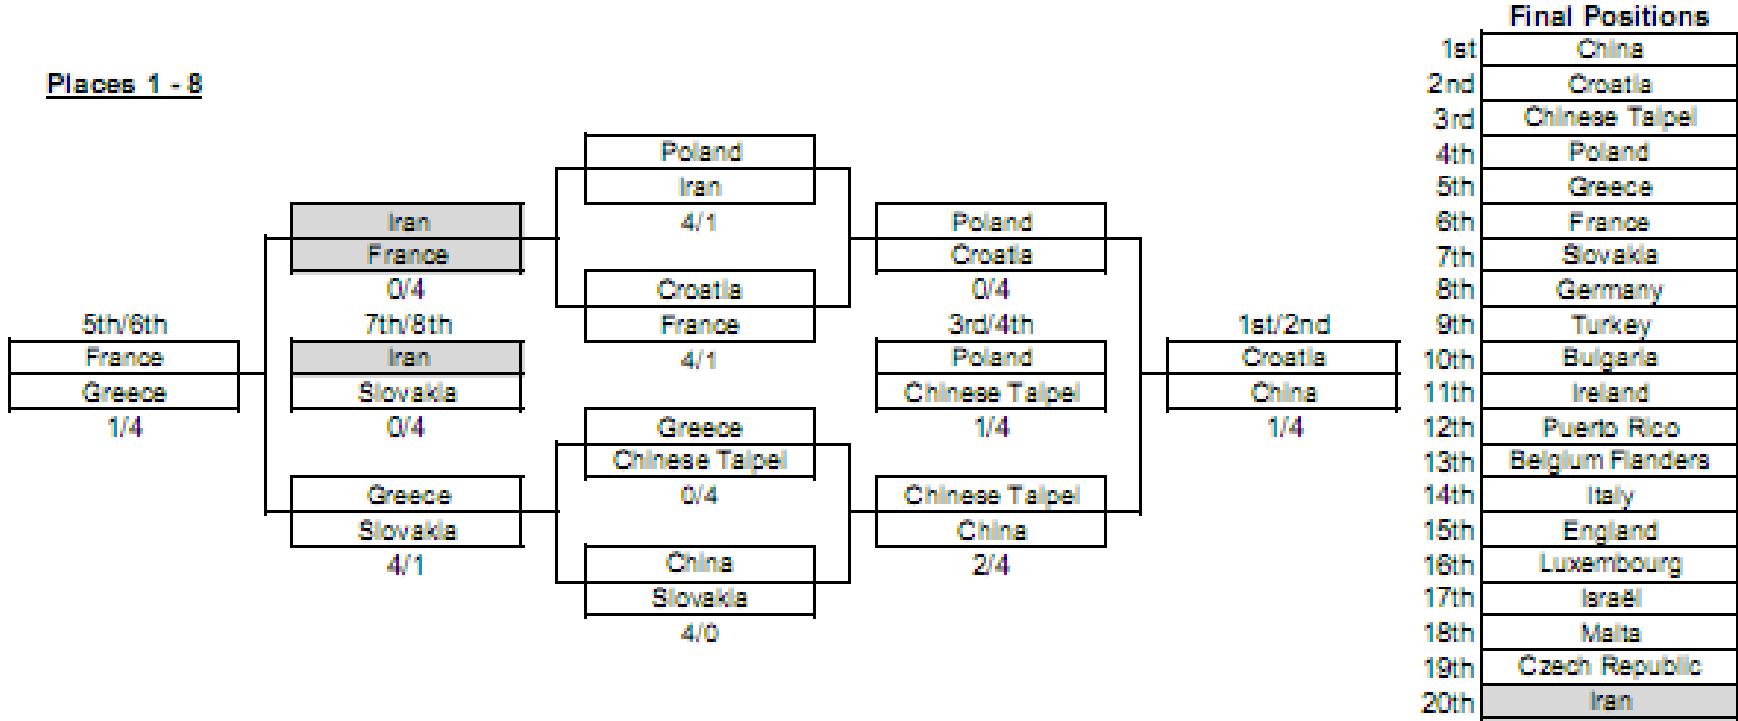 Places 1 - 8
Poland
Iran
4/1
Iran
France
0/4
Poland
Croatia
0/4
Croatia
France
4/1
5th/6th
France
Greece
1/4
7th/8th
Iran
Slovakia
0/4
3rd/4th
Poland
Chinese Taipei
1/4
1st/2nd
Croatia
China
1/4
Greece
Chinese Taipei
0/4
Greece
Slovakia
4/1
Chinese Taipei
China
2/4
China
Slovakia
4/0
Final Positions
1st China
2nd Croatia
3rd Chinese Taipei
4th Poland
5th Greece
6th France
7th Slovakia
8th Germany
9th Turkey
10th Bulgaria
11th Ireland
12th Puerto Rico
13th Belgium Flanders
14th Italy
15th England
16th Luxembourg
17th Israël
18th Malta
19th Czech Republic
20th Iran